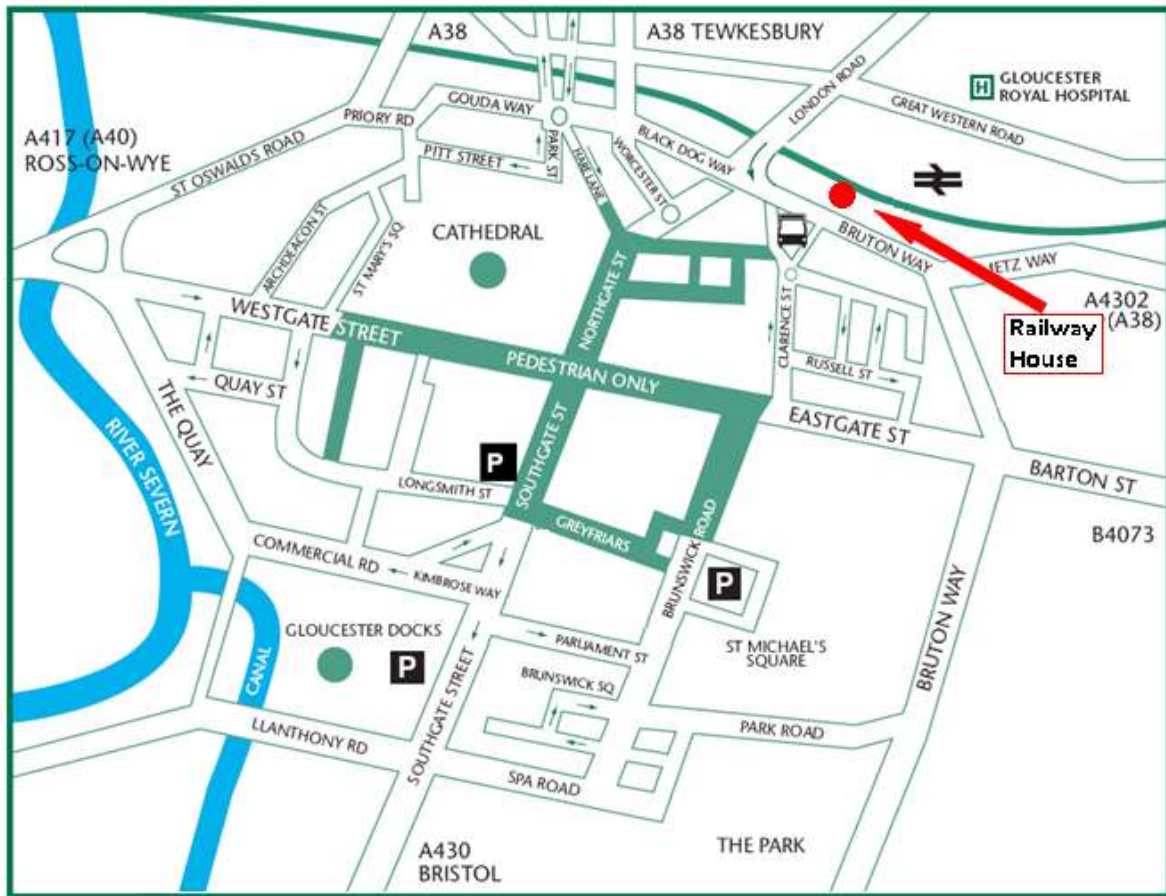 A38
A38 TEWKESBURY
LONDON ROAD
H
GLOUCESTER
ROYAL HOSPITAL
GREAT WESTERN ROAD
GOUDA WAY
PRIORY RD
PITT STREET
PARK ST
HARE LANE
WORCESTER ST
BLACK DOG WAY
A417 (A40)
ROSS-ON-WYE
ST OSWALDS ROAD
ARCHDEACON ST
ST MARY'S SQ
CATHEDRAL
NORTHGATE ST
BRUTON WAY
METZ WAY
A4302
(A38)
Railway
House
CLARENCE ST
RUSSELL ST
WESTGATE STREET
PEDESTRIAN ONLY
EASTGATE ST
BARTON ST
B4073
QUAY ST
THE QUAY
RIVER SEVERN
P
SOUTHGATE ST
LONGSMITH ST
GREYFRIARS
BRUNSWICK ROAD
P
COMMERCIAL RD
KIMBROSE WAY
GLOUCESTER DOCKS
P
CANAL
PARLIAMENT ST
ST MICHAEL'S
SQUARE
BRUTON WAY
BRUNSWICK SQ
SOUTHGATE STREET
LLANTHONY RD
PARK ROAD
SPA ROAD
THE PARK
A430
BRISTOL